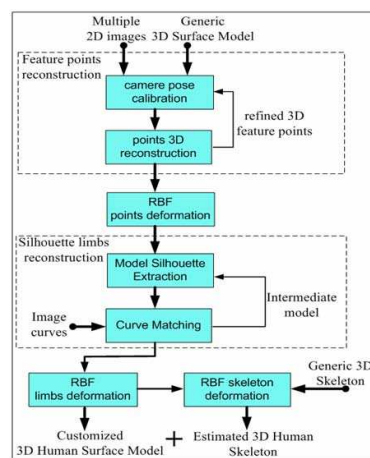 Multiple
2D images
Generic
3D Surface Model
Feature points
reconstruction
camere pose
calibration
refined 3D
feature points
points 3D
reconstruction
RBF
points deformation
Silhouette limbs
reconstruction
Model Silhouette
Extraction
Intermediate
model
Image
curves
Curve Matching
Generic 3D
Skeleton
RBF
limbs deformation
RBF skeleton
deformation
Customized
3D Human Surface Model
+
Estimated 3D Human
Skeleton